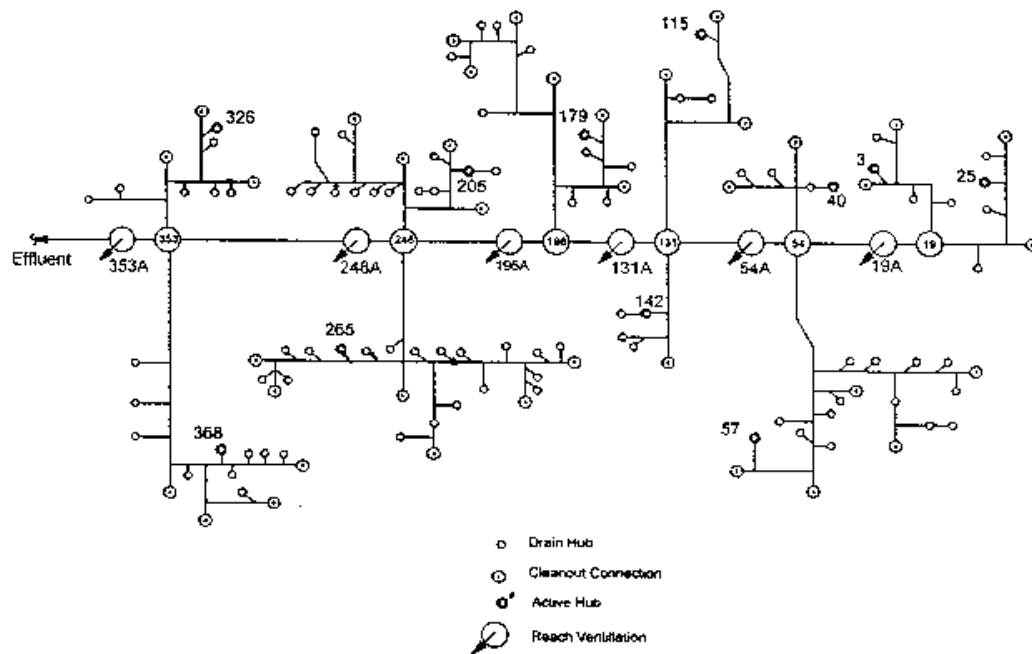 115
326
179
3
205
25
40
353
248
196
131
54
19
Effluent
353A
248A
195A
131A
54A
19A
142
265
57
368
Drain Hub
Cleanout Connection
Active Hub
Reach Ventilation